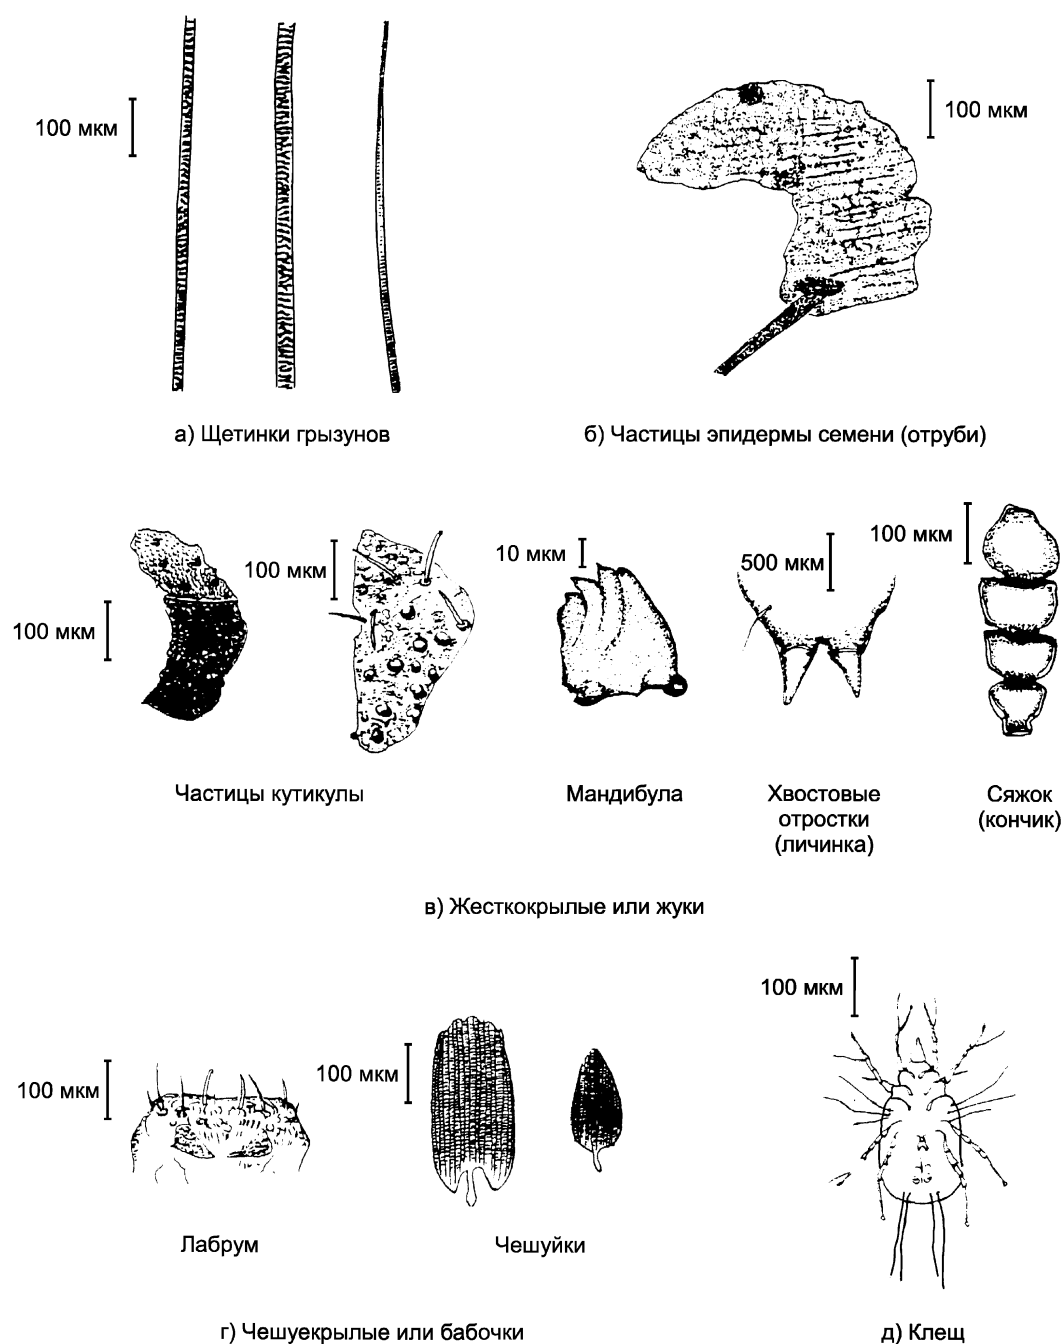 100 мкм
100 мкм
а) Щетинки грызунов
б) Частицы эпидермы семени (отруби)
100 мкм
100 мкм
10 мкм
500 мкм
100 мкм
Частицы кутикулы
Мандибула
Хвостовые
отростки
(личинка)
Сяжок
(кончик)
в) Жесткокрылые или жуки
100 мкм
100 мкм
100 мкм
Лабрум
Чешуйки
г) Чешуекрылые или бабочки
д) Клещ